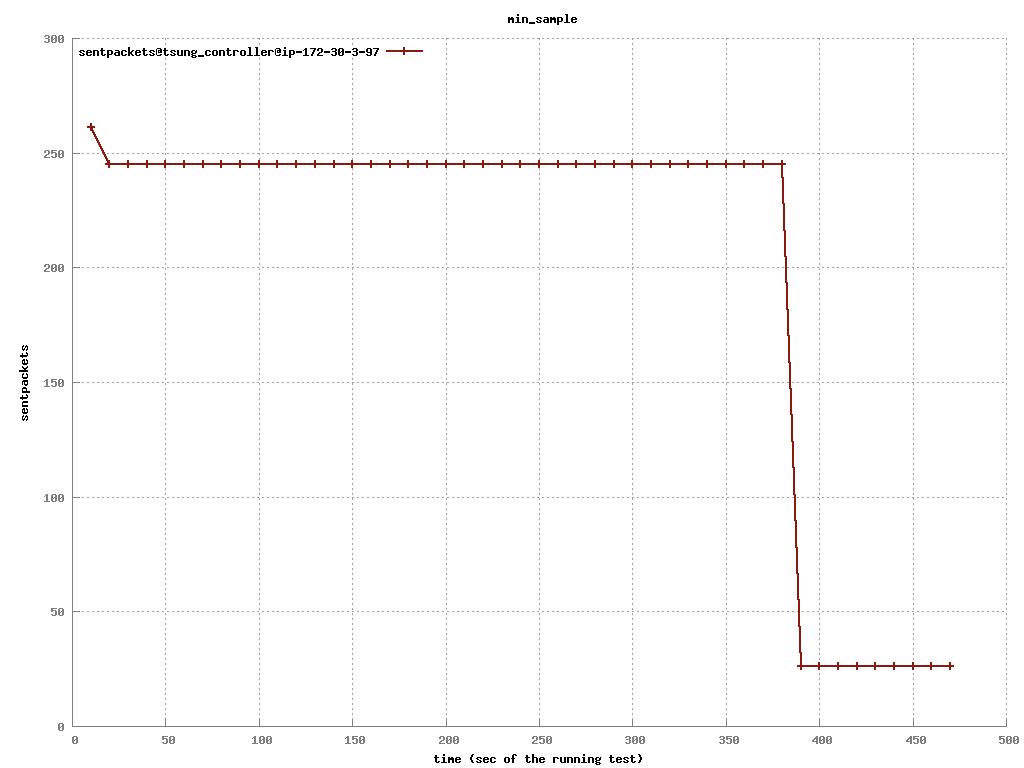 min_sample
sentpackets@tsung_controller@ip-172-30-3-97
300
250
200
150
100
50
0
sentpackets
0 50 100 150 200 250 300 350 400 450 500
time (sec of the running test)